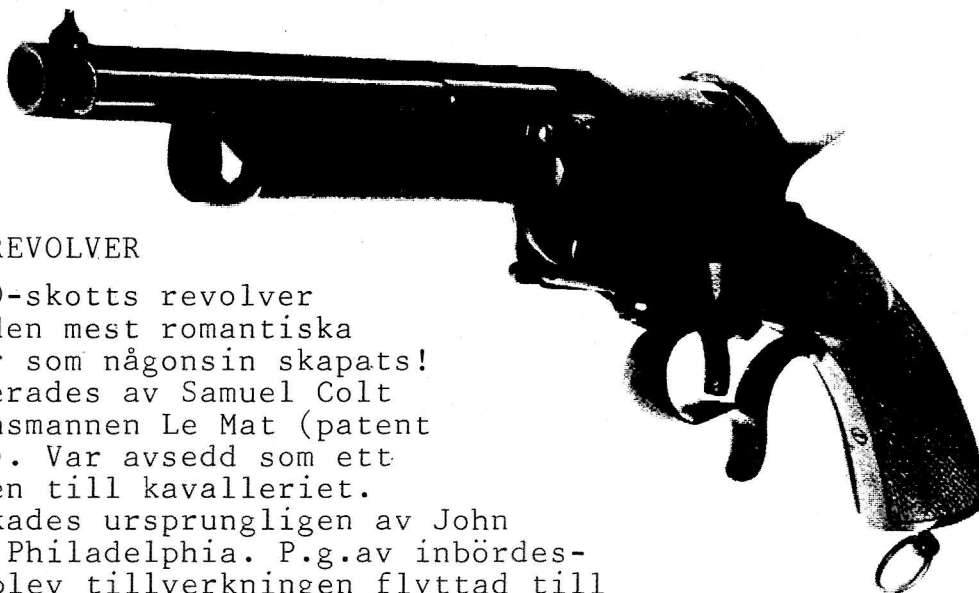 REVOLVER
-skotts revolver
den mest romantiska
som någonsin skapats!
erades av Samuel Colt
smannen Le Mat (patent
. Var avsedd som ett
en till kavalleriet.
kades ursprungligen av John
Philadelphia. P.g.av inbördes-
blev tillverkningen flyttad till